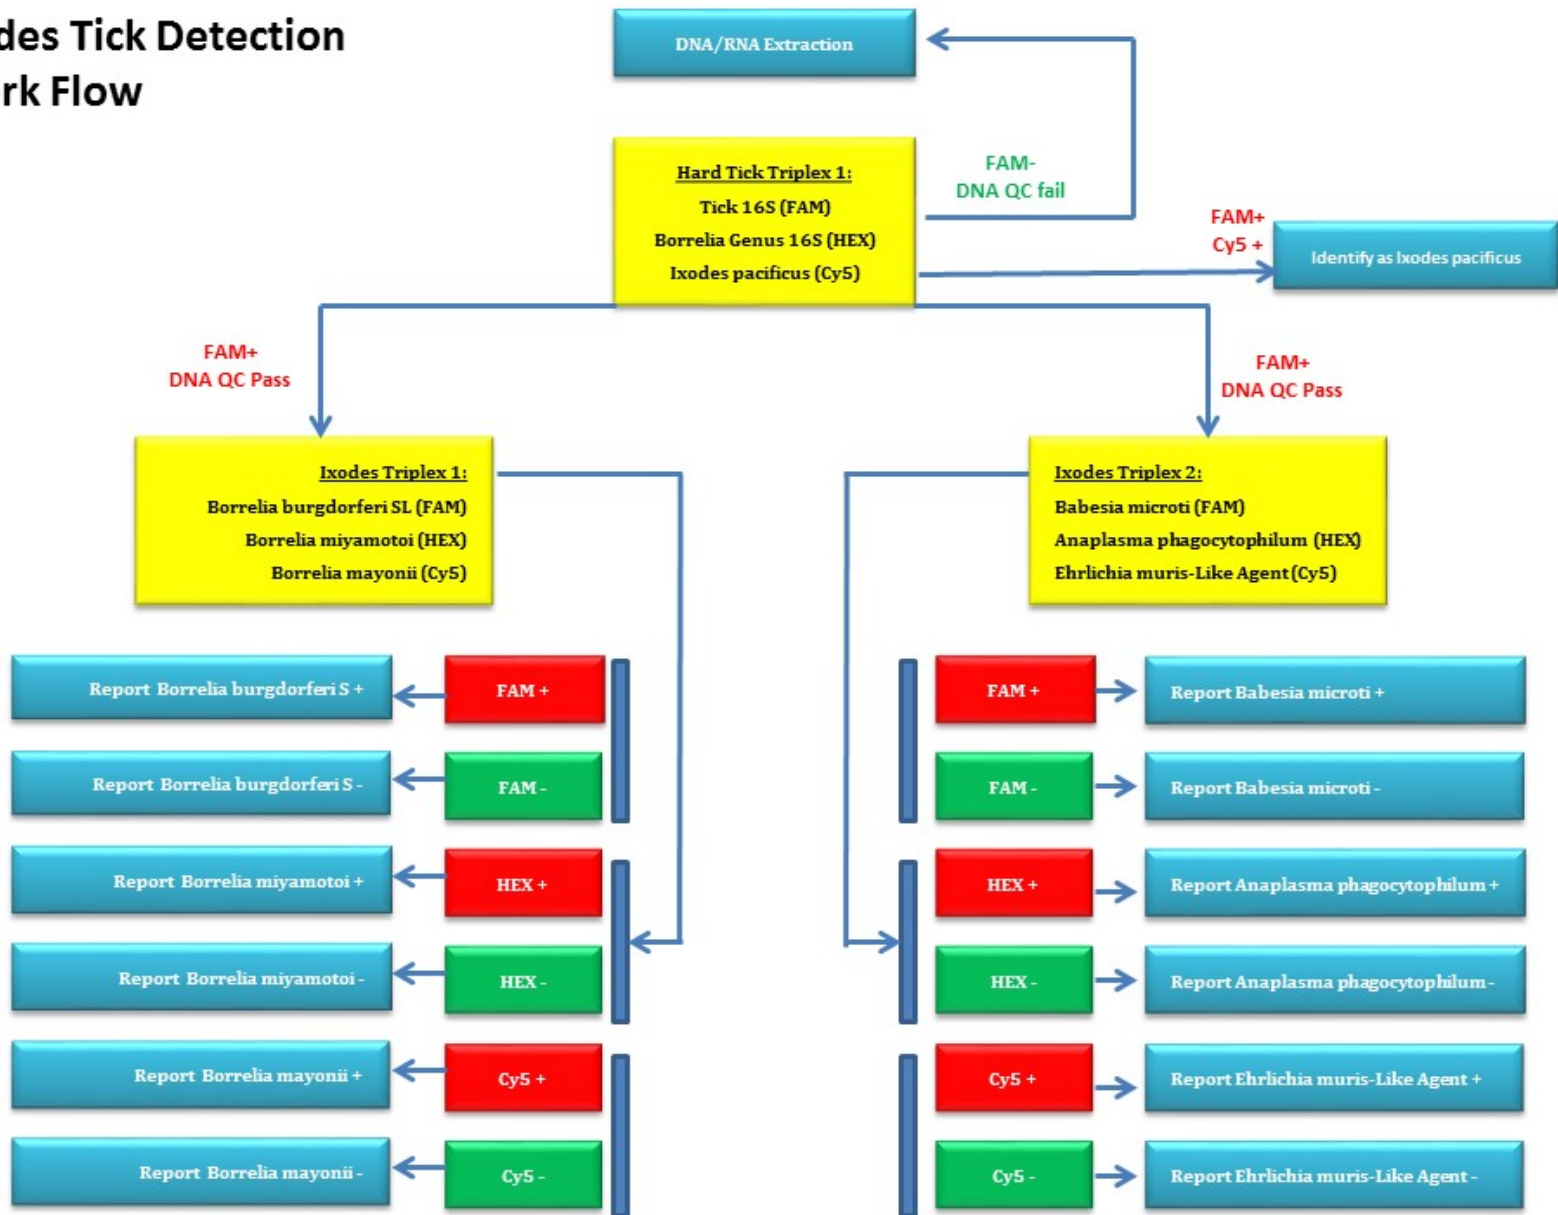 des Tick Detection
rk Flow
DNA/RNA Extraction
Hard Tick Triplex 1:
Tick 16S (FAM)
Borrelia Genus 16S (HEX)
Ixodes pacificus (Cy5)
FAM-
DNA QC fail
FAM+
Cy5 +
Identify as Ixodes pacificus
FAM+
DNA QC Pass
FAM+
DNA QC Pass
Ixodes Triplex 1:
Borrelia burgdorferi SL (FAM)
Borrelia miyamotoi (HEX)
Borrelia mayonii (Cy5)
Ixodes Triplex 2:
Babesia microti (FAM)
Anaplasma phagocytophilum (HEX)
Ehrlichia muris-Like Agent (Cy5)
Report Borrelia burgdorferi S +
FAM +
FAM +
Report Babesia microti +
Report Borrelia burgdorferi S -
FAM -
FAM -
Report Babesia microti -
Report Borrelia miyamotoi +
HEX +
HEX +
Report Anaplasma phagocytophilum +
Report Borrelia miyamotoi -
HEX -
HEX -
Report Anaplasma phagocytophilum -
Report Borrelia mayonii +
Cy5 +
Cy5 +
Report Ehrlichia muris-Like Agent +
Report Borrelia mayonii -
Cy5 -
Cy5 -
Report Ehrlichia muris-Like Agent -